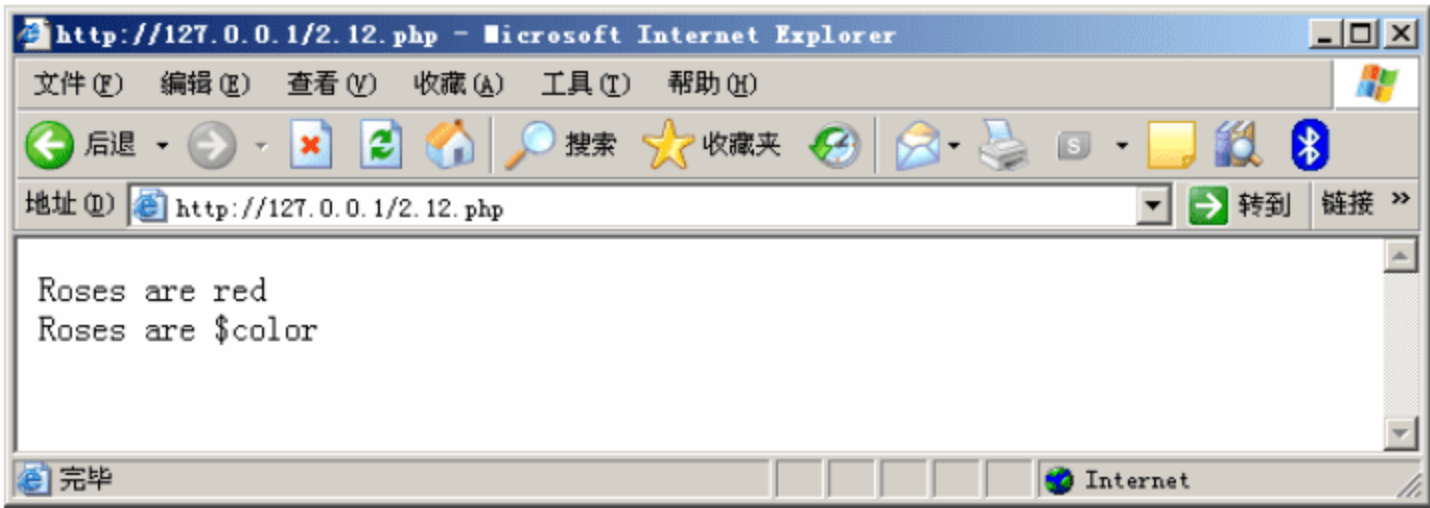 http://127.0.0.1/2.12.php - Microsoft Internet Explorer
文件(F) 编辑(E) 查看(V) 收藏(A) 工具(T) 帮助(H)
后退 搜索 收藏夹 S
地址(D) http://127.0.0.1/2.12.php 转到 链接 »
Roses are red
Roses are $color
完毕 Internet